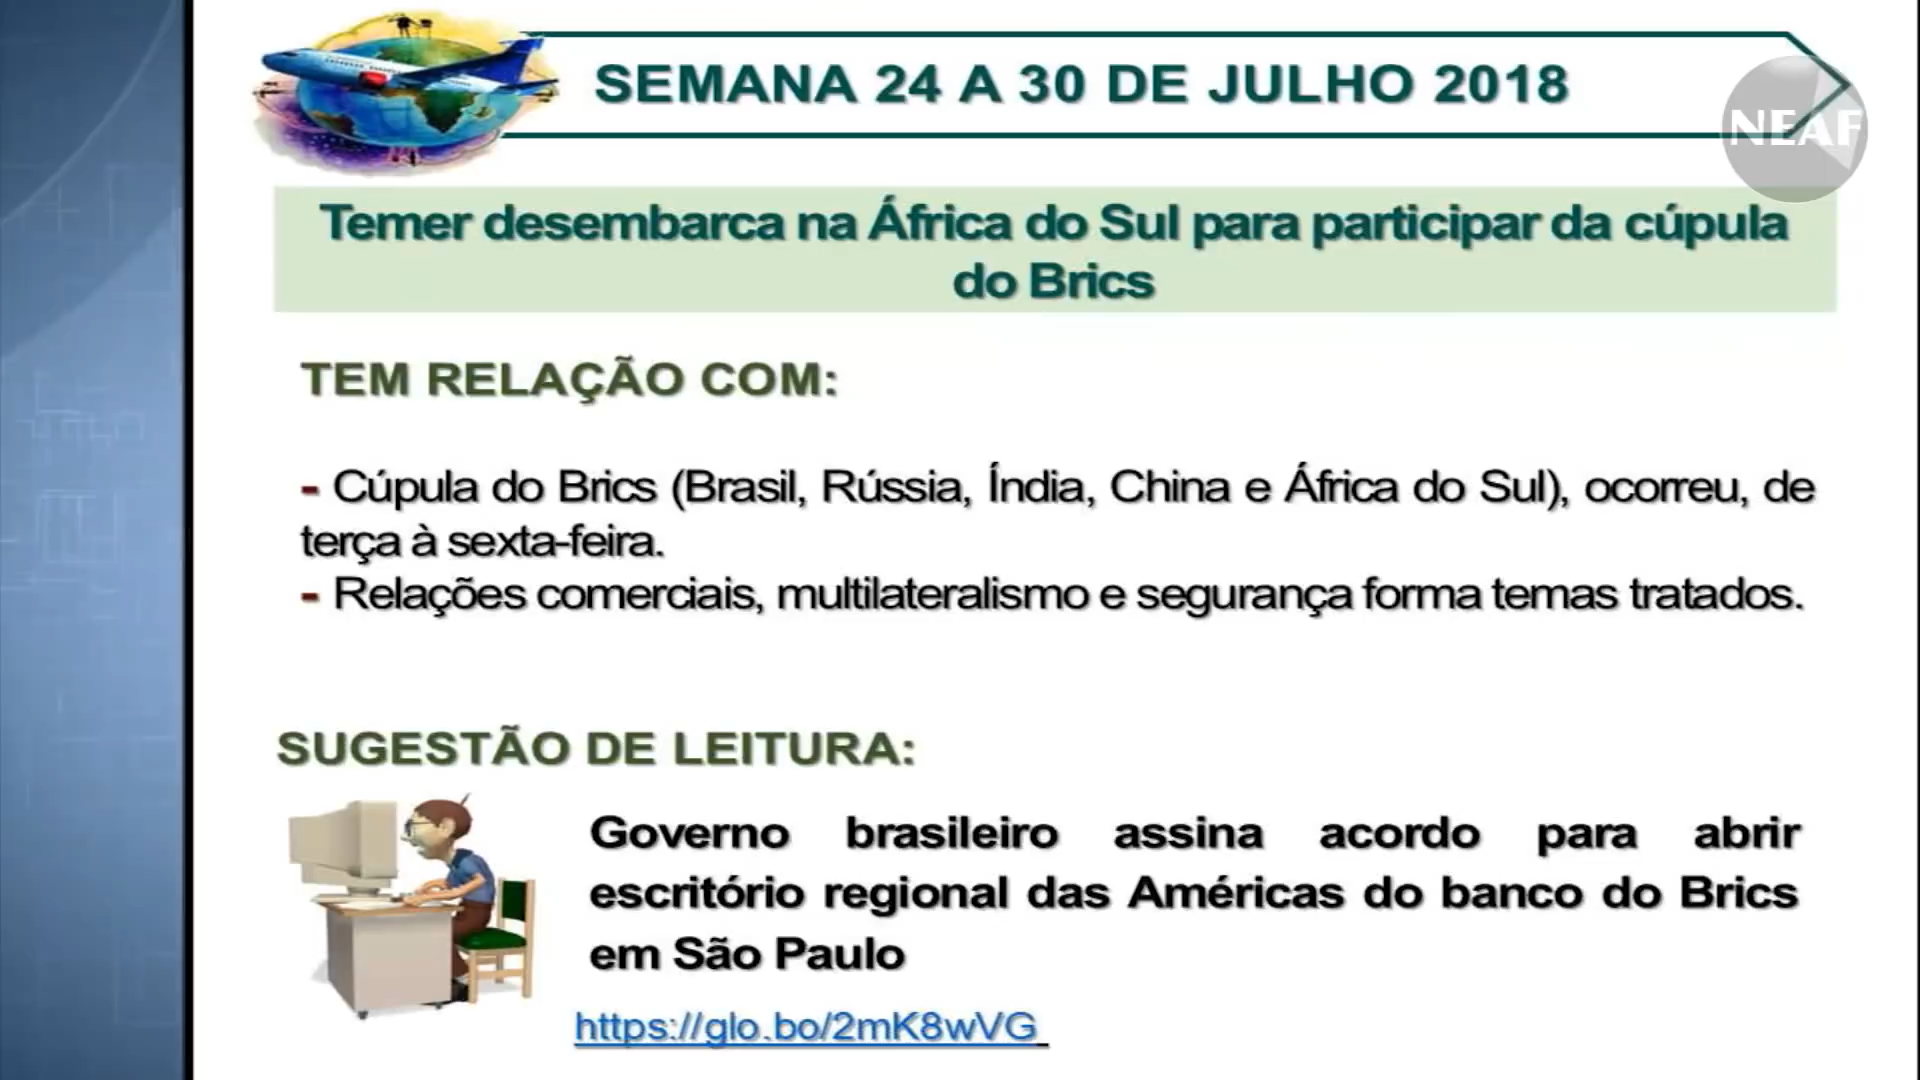 SEMANA 24 A 30 DE JULHO 2018
NEAF
Temer desembarca na África do Sul para participar da cúpula
do Brics
TEM RELAÇÃO COM:
- Cúpula do Brics (Brasil, Rússia, Índia, China e África do Sul), ocorreu, de
terça à sexta-feira.
- Relações comerciais, multilateralismo e segurança forma temas tratados.
SUGESTÃO DE LEITURA:
Governo brasileiro assina acordo para abrir
escritório regional das Américas do banco do Brics
em São Paulo
https://glo.bo/2mK8wVG